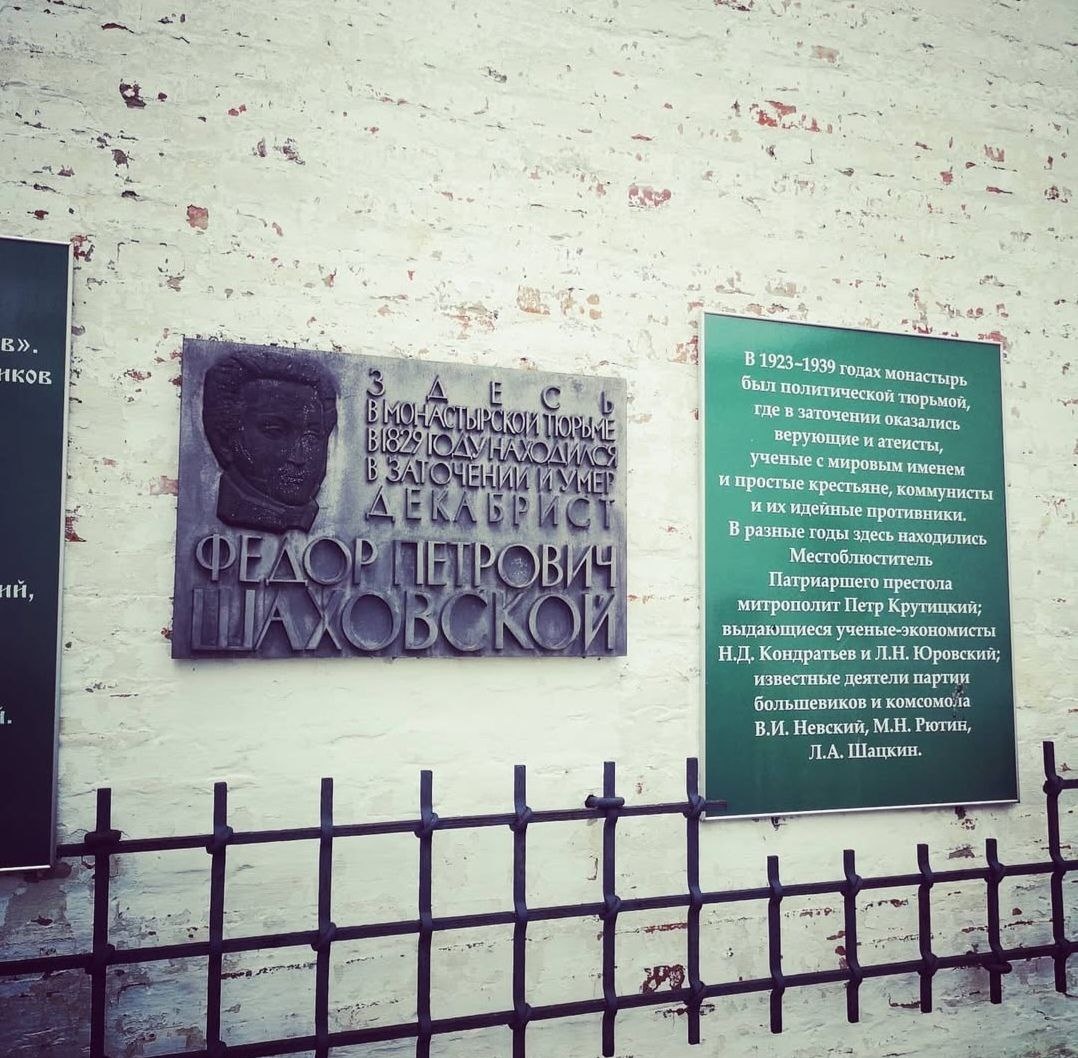 в».
иков
ий,
й.
ЗДЕСЬ
В МОНАСТЫРСКОЙ ТЮРЬМЕ
В 1829 ГОДУ НАХОДИЛСЯ
В ЗАТОЧЕНИИ И УМЕР
ДЕКАБРИСТ
ФЕДОР ПЕТРОВИЧ
ШАХОВСКОЙ
В 1923-1939 годах монастырь
был политической тюрьмой,
где в заточении оказались
верующие и атеисты,
ученые с мировым именем
и простые крестьяне, коммунисты
и их идейные противники.
В разные годы здесь находились
Местоблюститель
Патриаршего престола
митрополит Петр Крутицкий;
выдающиеся ученые-экономисты
Н.Д. Кондратьев и Л.Н. Юровский;
известные деятели партии
большевиков и комсомола
В.И. Невский, М.Н. Рютин,
Л.А. Шацкин.